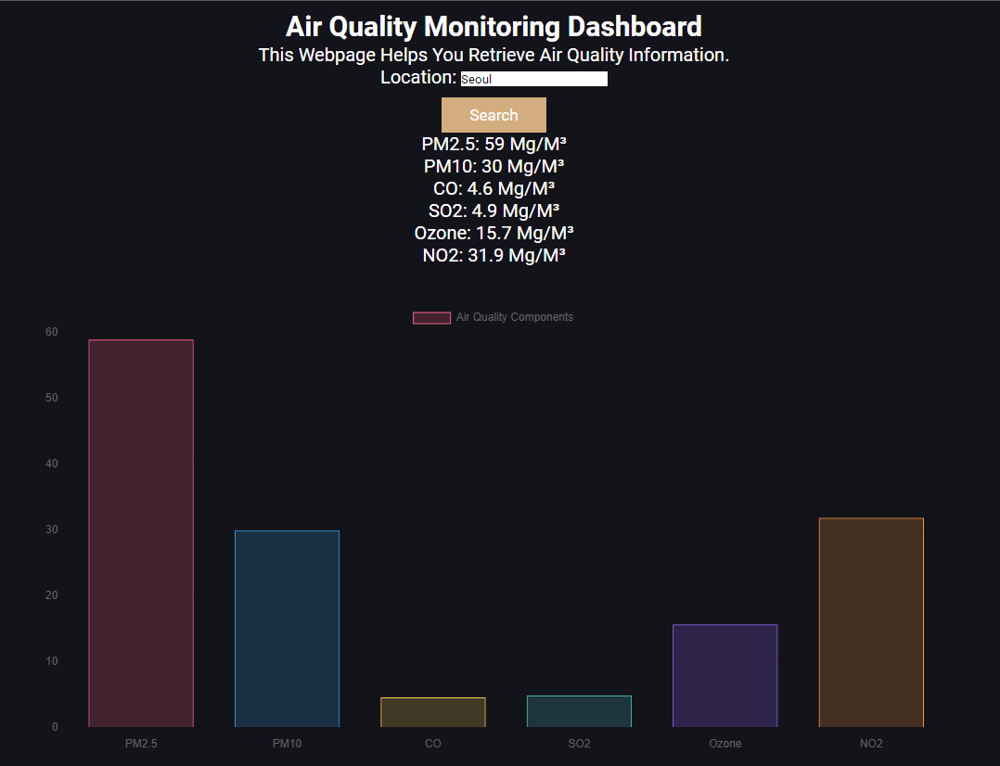 Air Quality Monitoring Dashboard
This Webpage Helps You Retrieve Air Quality Information.
Location: Seoul
Search
PM2.5: 59 Mg/M³
PM10: 30 Mg/M³
CO: 4.6 Mg/M³
SO2: 4.9 Mg/M³
Ozone: 15.7 Mg/M³
NO2: 31.9 Mg/M³
Air Quality Components
60
50
40
30
20
10
0
PM2.5 PM10 CO SO2 Ozone NO2